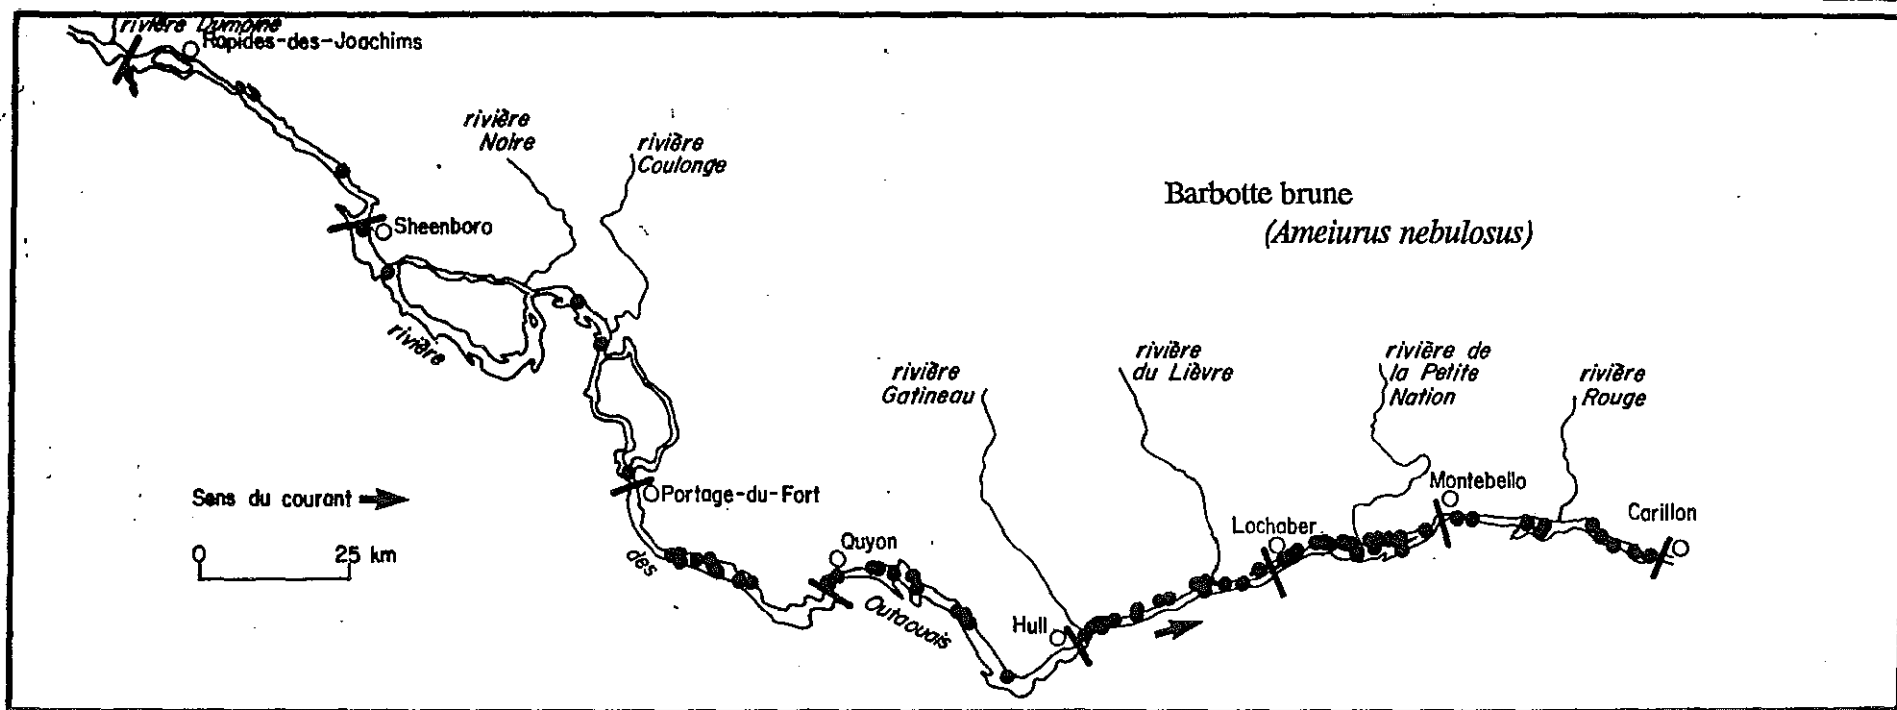 rivière Dumoine
Rapides-des-Joachims
rivière
Noire
rivière
Coulonge
Barbotte brune
(Ameiurus nebulosus)
Sheenboro
rivière
rivière
Gatineau
rivière
du Lièvre
rivière de
la Petite
Nation
rivière
Rouge
Sens du courant
Portage-du-Fort
Montebello
Lochaber
Carillon
0 25 km
des
Quyon
Outaouais
Hull